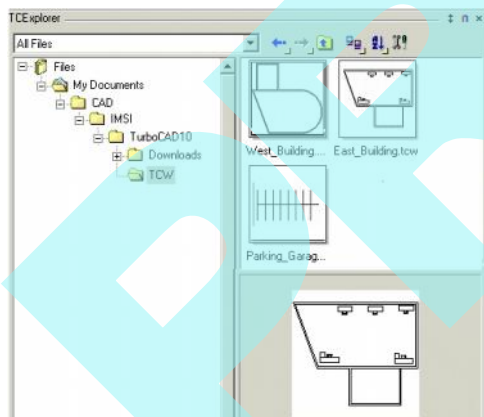 TCExplorer
All Files
Files
My Documents
CAD
IMSI
TurboCAD10
Downloads
TCW
West_Building.... East_Building.tcw
Parking_Garag...